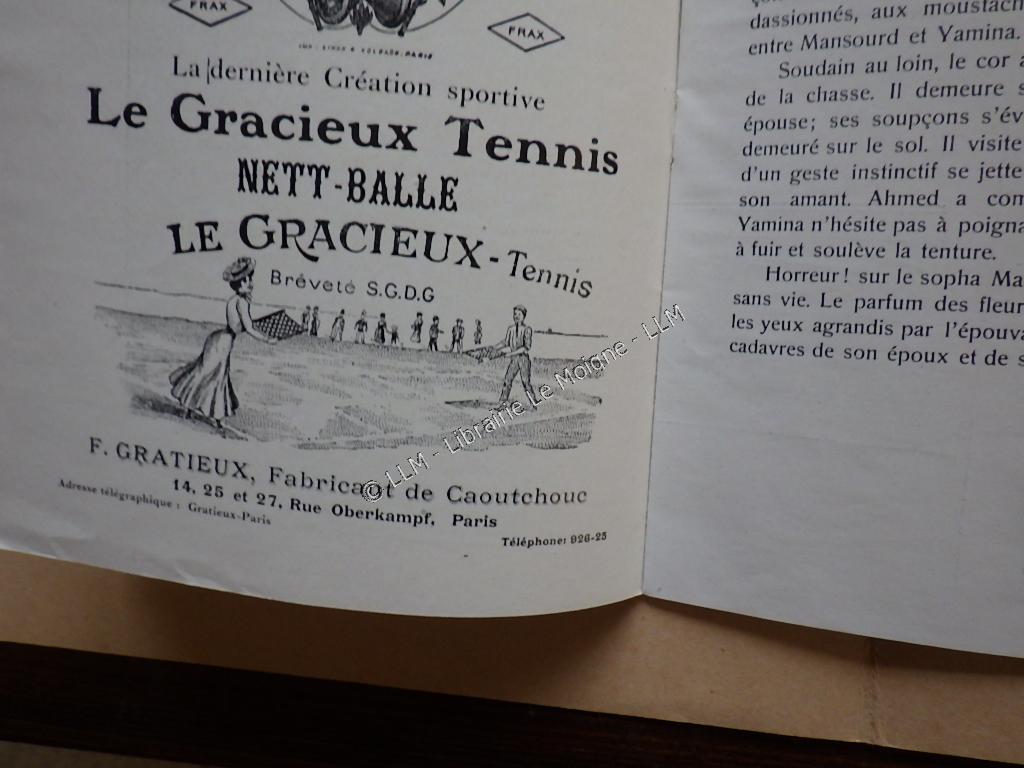 FRAX
FRAX
La dernière Création sportive
Le Gracieux Tennis
NETT-BALLE
LE GRACIEUX-Tennis
Bréveté S.G.D.G
F. GRATIEUX, Fabricant de Caoutchouc
14, 25 et 27, Rue Oberkampf, Paris
Adresse télégraphique : Gratieux-Paris
Téléphone: 926-25
© LLM - Librairie Le Moigne - LLM
dassionnés, aux moustach
entre Mansourd et Yamina.
Soudain au loin, le cor a
de la chasse. Il demeure s
épouse; ses soupçons s'év
demeuré sur le sol. Il visite
d'un geste instinctif se jette
son amant. Ahmed a com
Yamina n'hésite pas à poigna
à fuir et soulève la tenture.
Horreur! sur le sopha Ma
sans vie. Le parfum des fleur
les yeux agrandis par l'épouva
cadavres de son époux et de s